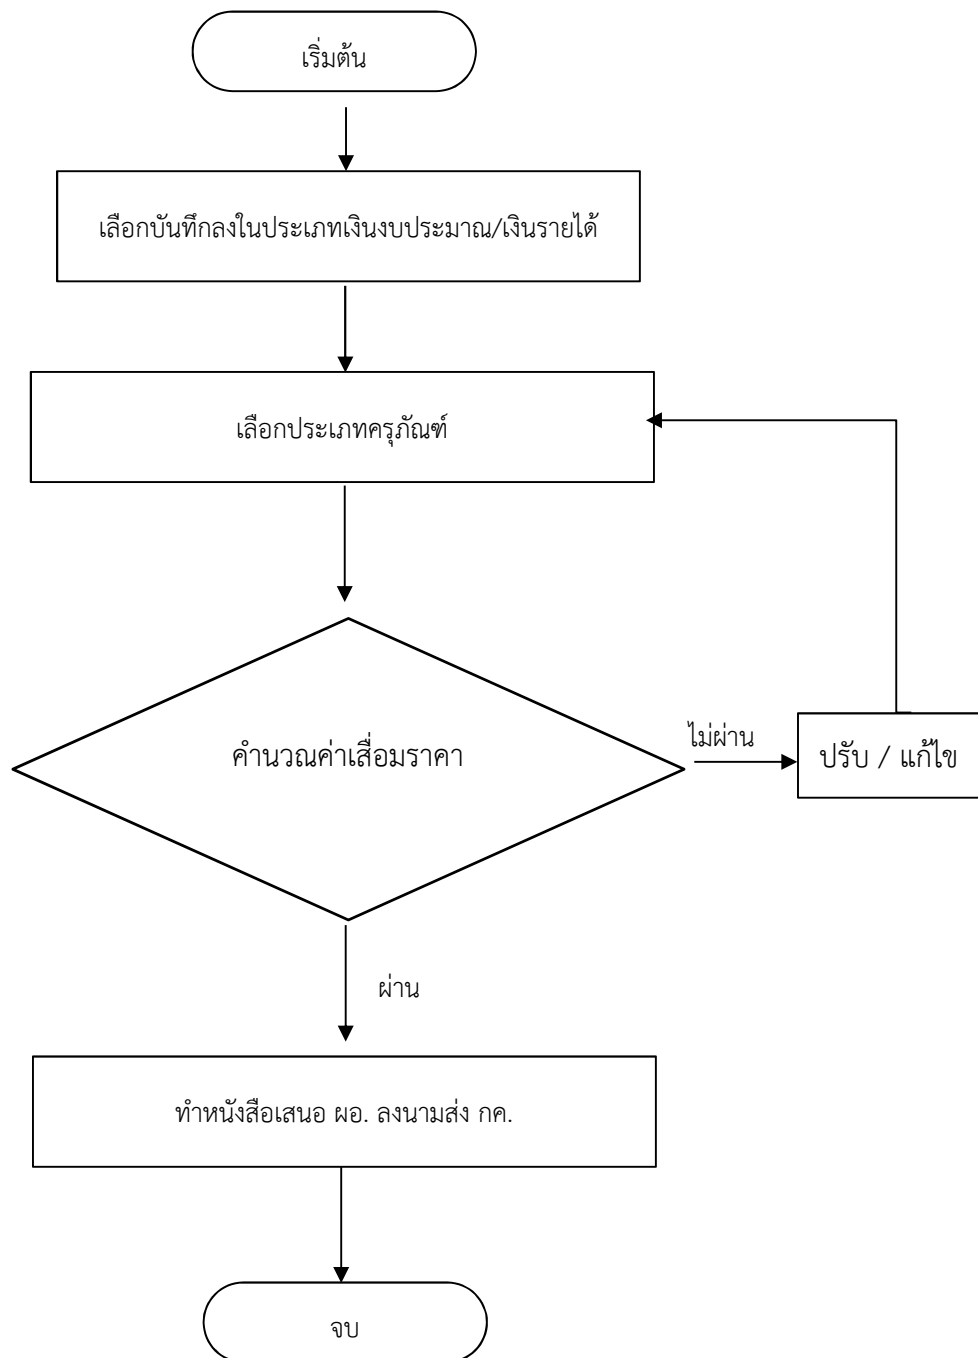 เริ่มต้น
เลือกบันทึกลงในประเภทเงินงบประมาณ/เงินรายได้
เลือกประเภทครุภัณฑ์
คำนวณค่าเสื่อมราคา
ไม่ผ่าน
ปรับ / แก้ไข
ผ่าน
ทำหนังสือเสนอ ผอ. ลงนามส่ง กค.
จบ